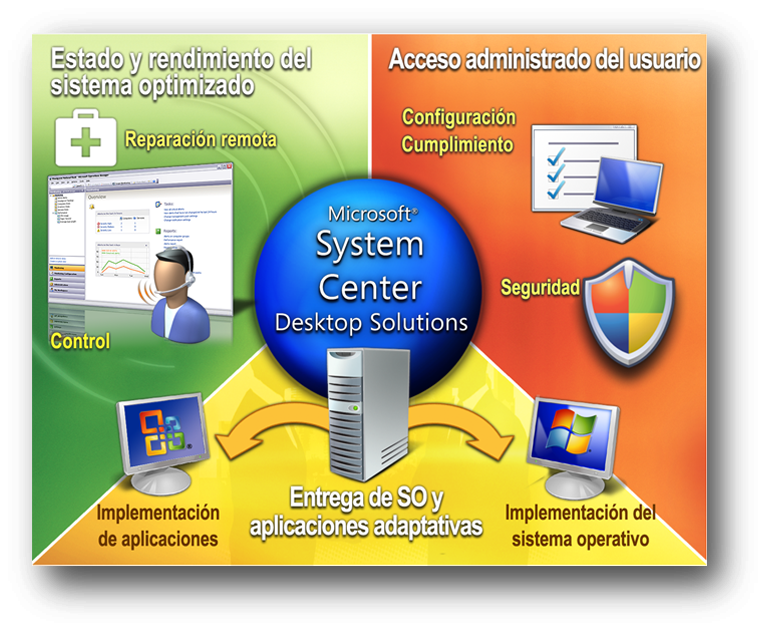 Estado y rendimiento del
sistema optimizado
Reparación remota
Control
Acceso administrado del usuario
Configuración
Cumplimiento
Seguridad
Microsoft®
System
Center
Desktop Solutions
Implementación
de aplicaciones
Entrega de SO y
aplicaciones adaptativas
Implementación del
sistema operativo